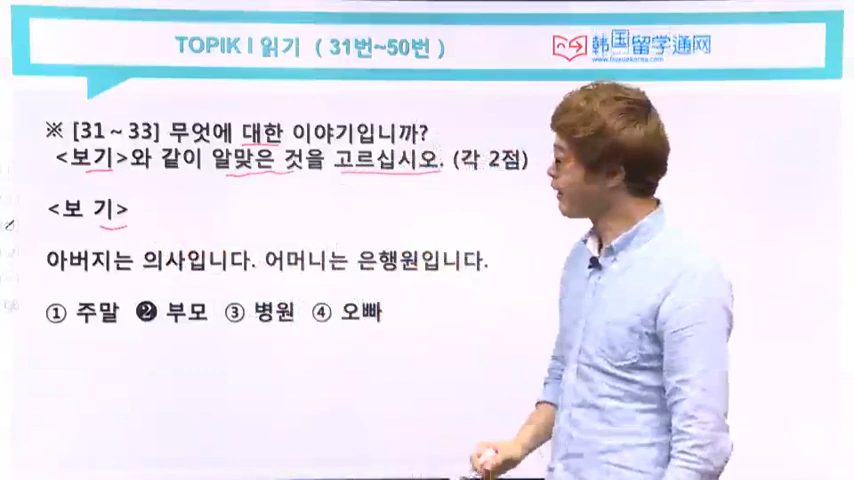 TOPIK I 읽기 ( 31번~50번 )
韩国留学通网
※ [31~33] 무엇에 대한 이야기입니까?
<보기>와 같이 알맞은 것을 고르십시오. (각 2점)
<보 기>
아버지는 의사입니다. 어머니는 은행원입니다.
① 주말 ❷ 부모 ③ 병원 ④ 오빠